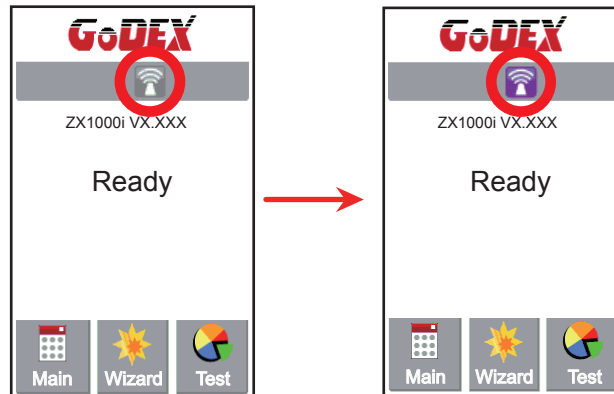 GoDEX
ZX1000i VX.XXX
Ready
Main Wizard Test
GoDEX
ZX1000i VX.XXX
Ready
Main Wizard Test